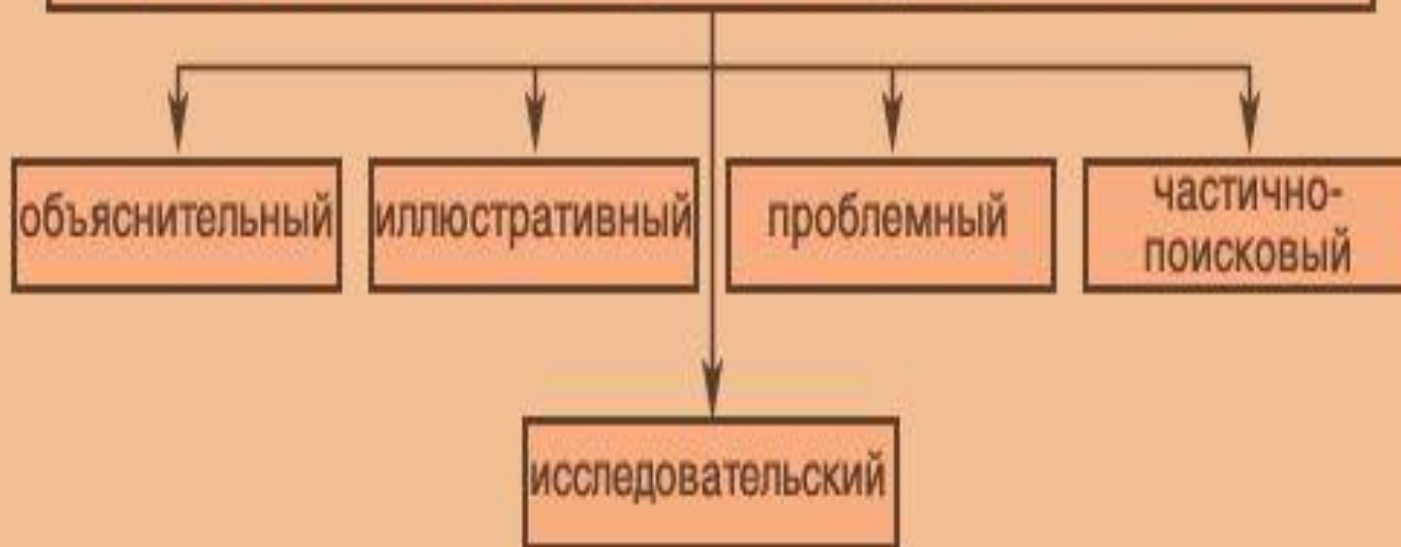 объяснительный
иллюстративный
проблемный
частично-
поисковый
исследовательский